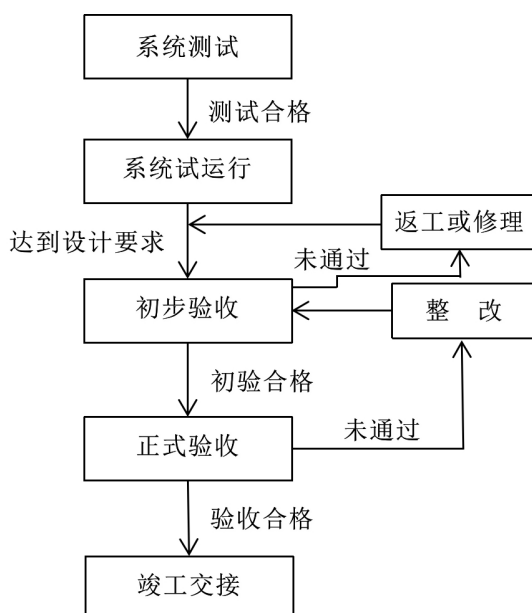 系统测试
测试合格
系统试运行
返工或修理
达到设计要求
未通过
初步验收
整 改
初验合格
正式验收
未通过
验收合格
竣工交接